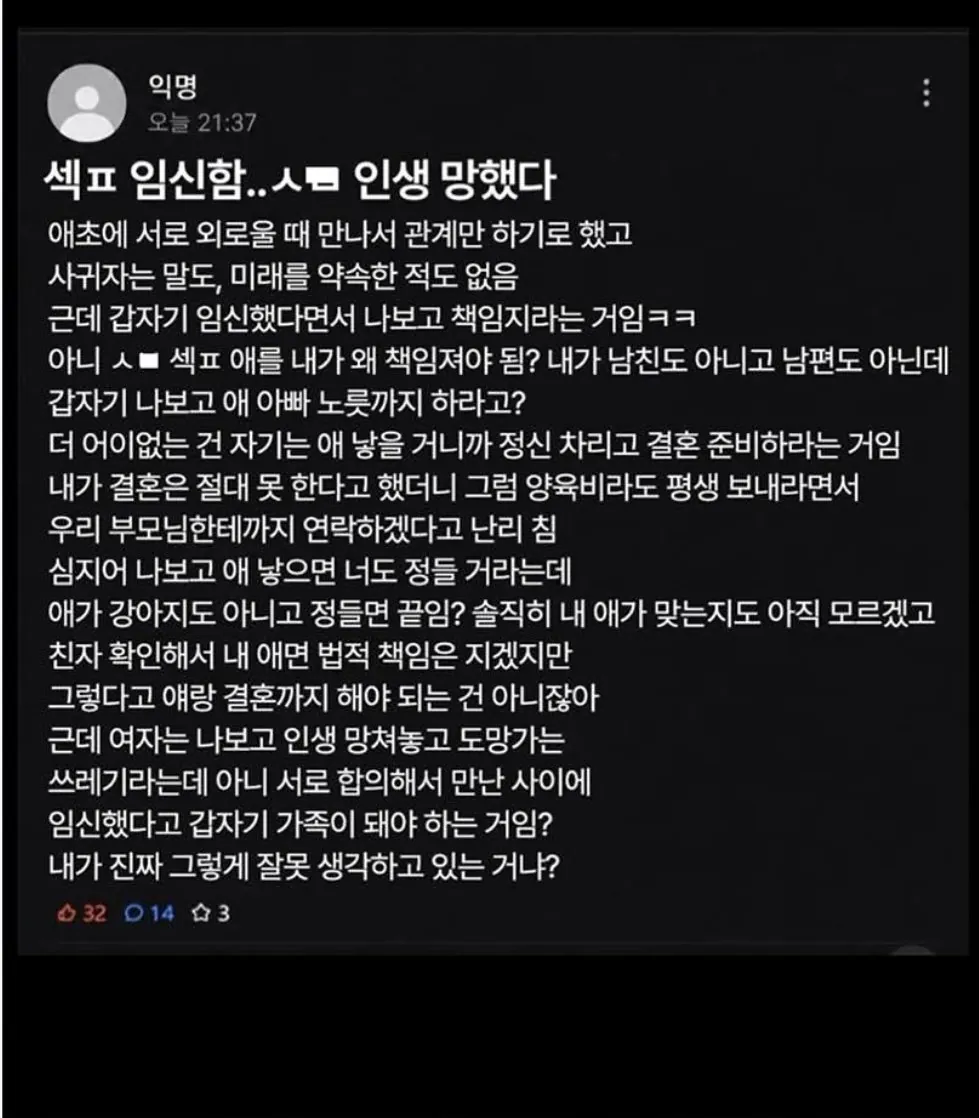 익명
오늘 21:37
섹ㅍ 임신함..ㅅ 인생 망했다
애초에 서로 외로울 때 만나서 관계만 하기로 했고
사귀자는 말도, 미래를 약속한 적도 없음
근데 갑자기 임신했다면서 나보고 책임지라는 거임ㅋㅋ
아니 ㅅ 섹ㅍ 애를 내가 왜 책임져야 됨? 내가 남친도 아니고 남편도 아닌데
갑자기 나보고 애 아빠 노릇까지 하라고?
더 어이없는 건 자기는 애 낳을 거니까 정신 차리고 결혼 준비하라는 거임
내가 결혼은 절대 못 한다고 했더니 그럼 양육비라도 평생 보내라면서
우리 부모님한테까지 연락하겠다고 난리 침
심지어 나보고 애 낳으면 너도 정들 거라는데
애가 강아지도 아니고 정들면 끝임? 솔직히 내 애가 맞는지도 아직 모르겠고
친자 확인해서 내 애면 법적 책임은 지겠지만
그렇다고 얘랑 결혼까지 해야 되는 건 아니잖아
근데 여자는 나보고 인생 망쳐놓고 도망가는
쓰레기라는데 아니 서로 합의해서 만난 사이에
임신했다고 갑자기 가족이 돼야 하는 거임?
내가 진짜 그렇게 잘못 생각하고 있는 거냐?
32 14 3